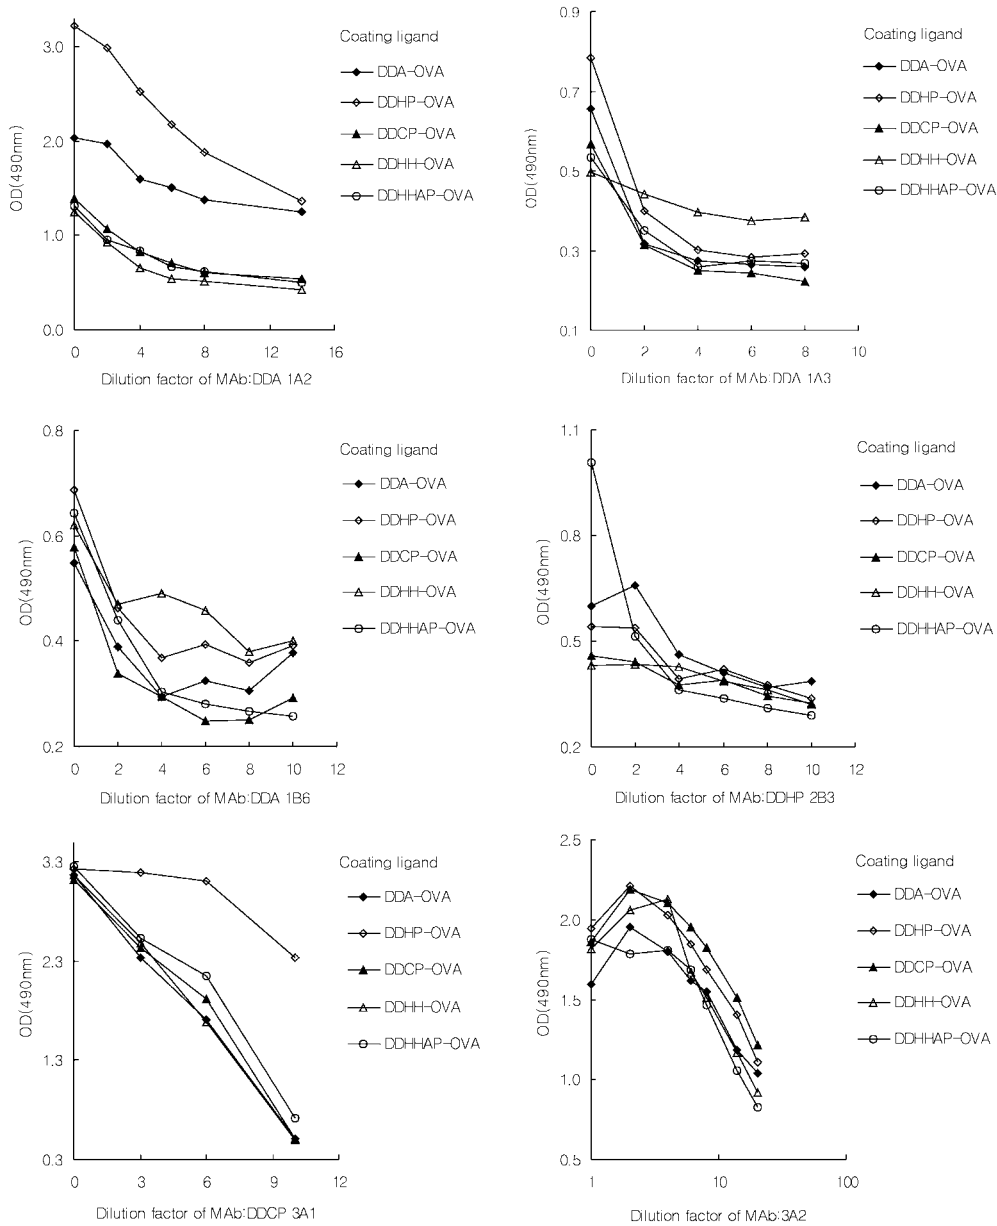 Coating ligand
DDA-OVA
DDHP-OVA
DDCP-OVA
DDHH-OVA
DDHHAP-OVA
OD(490nm)
3.0
2.0
1.0
0.0
0 4 8 12 16
Dilution factor of MAb:DDA 1A2
Coating ligand
DDA-OVA
DDHP-OVA
DDCP-OVA
DDHH-OVA
DDHHAP-OVA
OD(490nm)
0.9
0.7
0.5
0.3
0.1
0 2 4 6 8 10
Dilution factor of MAb:DDA 1A3
Coating ligand
DDA-OVA
DDHP-OVA
DDCP-OVA
DDHH-OVA
DDHHAP-OVA
OD(490nm)
0.8
0.6
0.4
0.2
0 2 4 6 8 10 12
Dilution factor of MAb:DDA 1B6
Coating ligand
DDA-OVA
DDHP-OVA
DDCP-OVA
DDHH-OVA
DDHHAP-OVA
OD(490nm)
1.1
0.8
0.5
0.2
0 2 4 6 8 10 12
Dilution factor of MAb:DDHP 2B3
Coating ligand
DDA-OVA
DDHP-OVA
DDCP-OVA
DDHH-OVA
DDHHAP-OVA
OD(490nm)
3.3
2.3
1.3
0.3
0 3 6 9 12
Dilution factor of MAb:DDCP 3A1
Coating ligand
DDA-OVA
DDHP-OVA
DDCP-OVA
DDHH-OVA
DDHHAP-OVA
OD(490nm)
2.5
2.0
1.5
1.0
0.5
1 10 100
Dilution factor of MAb:3A2